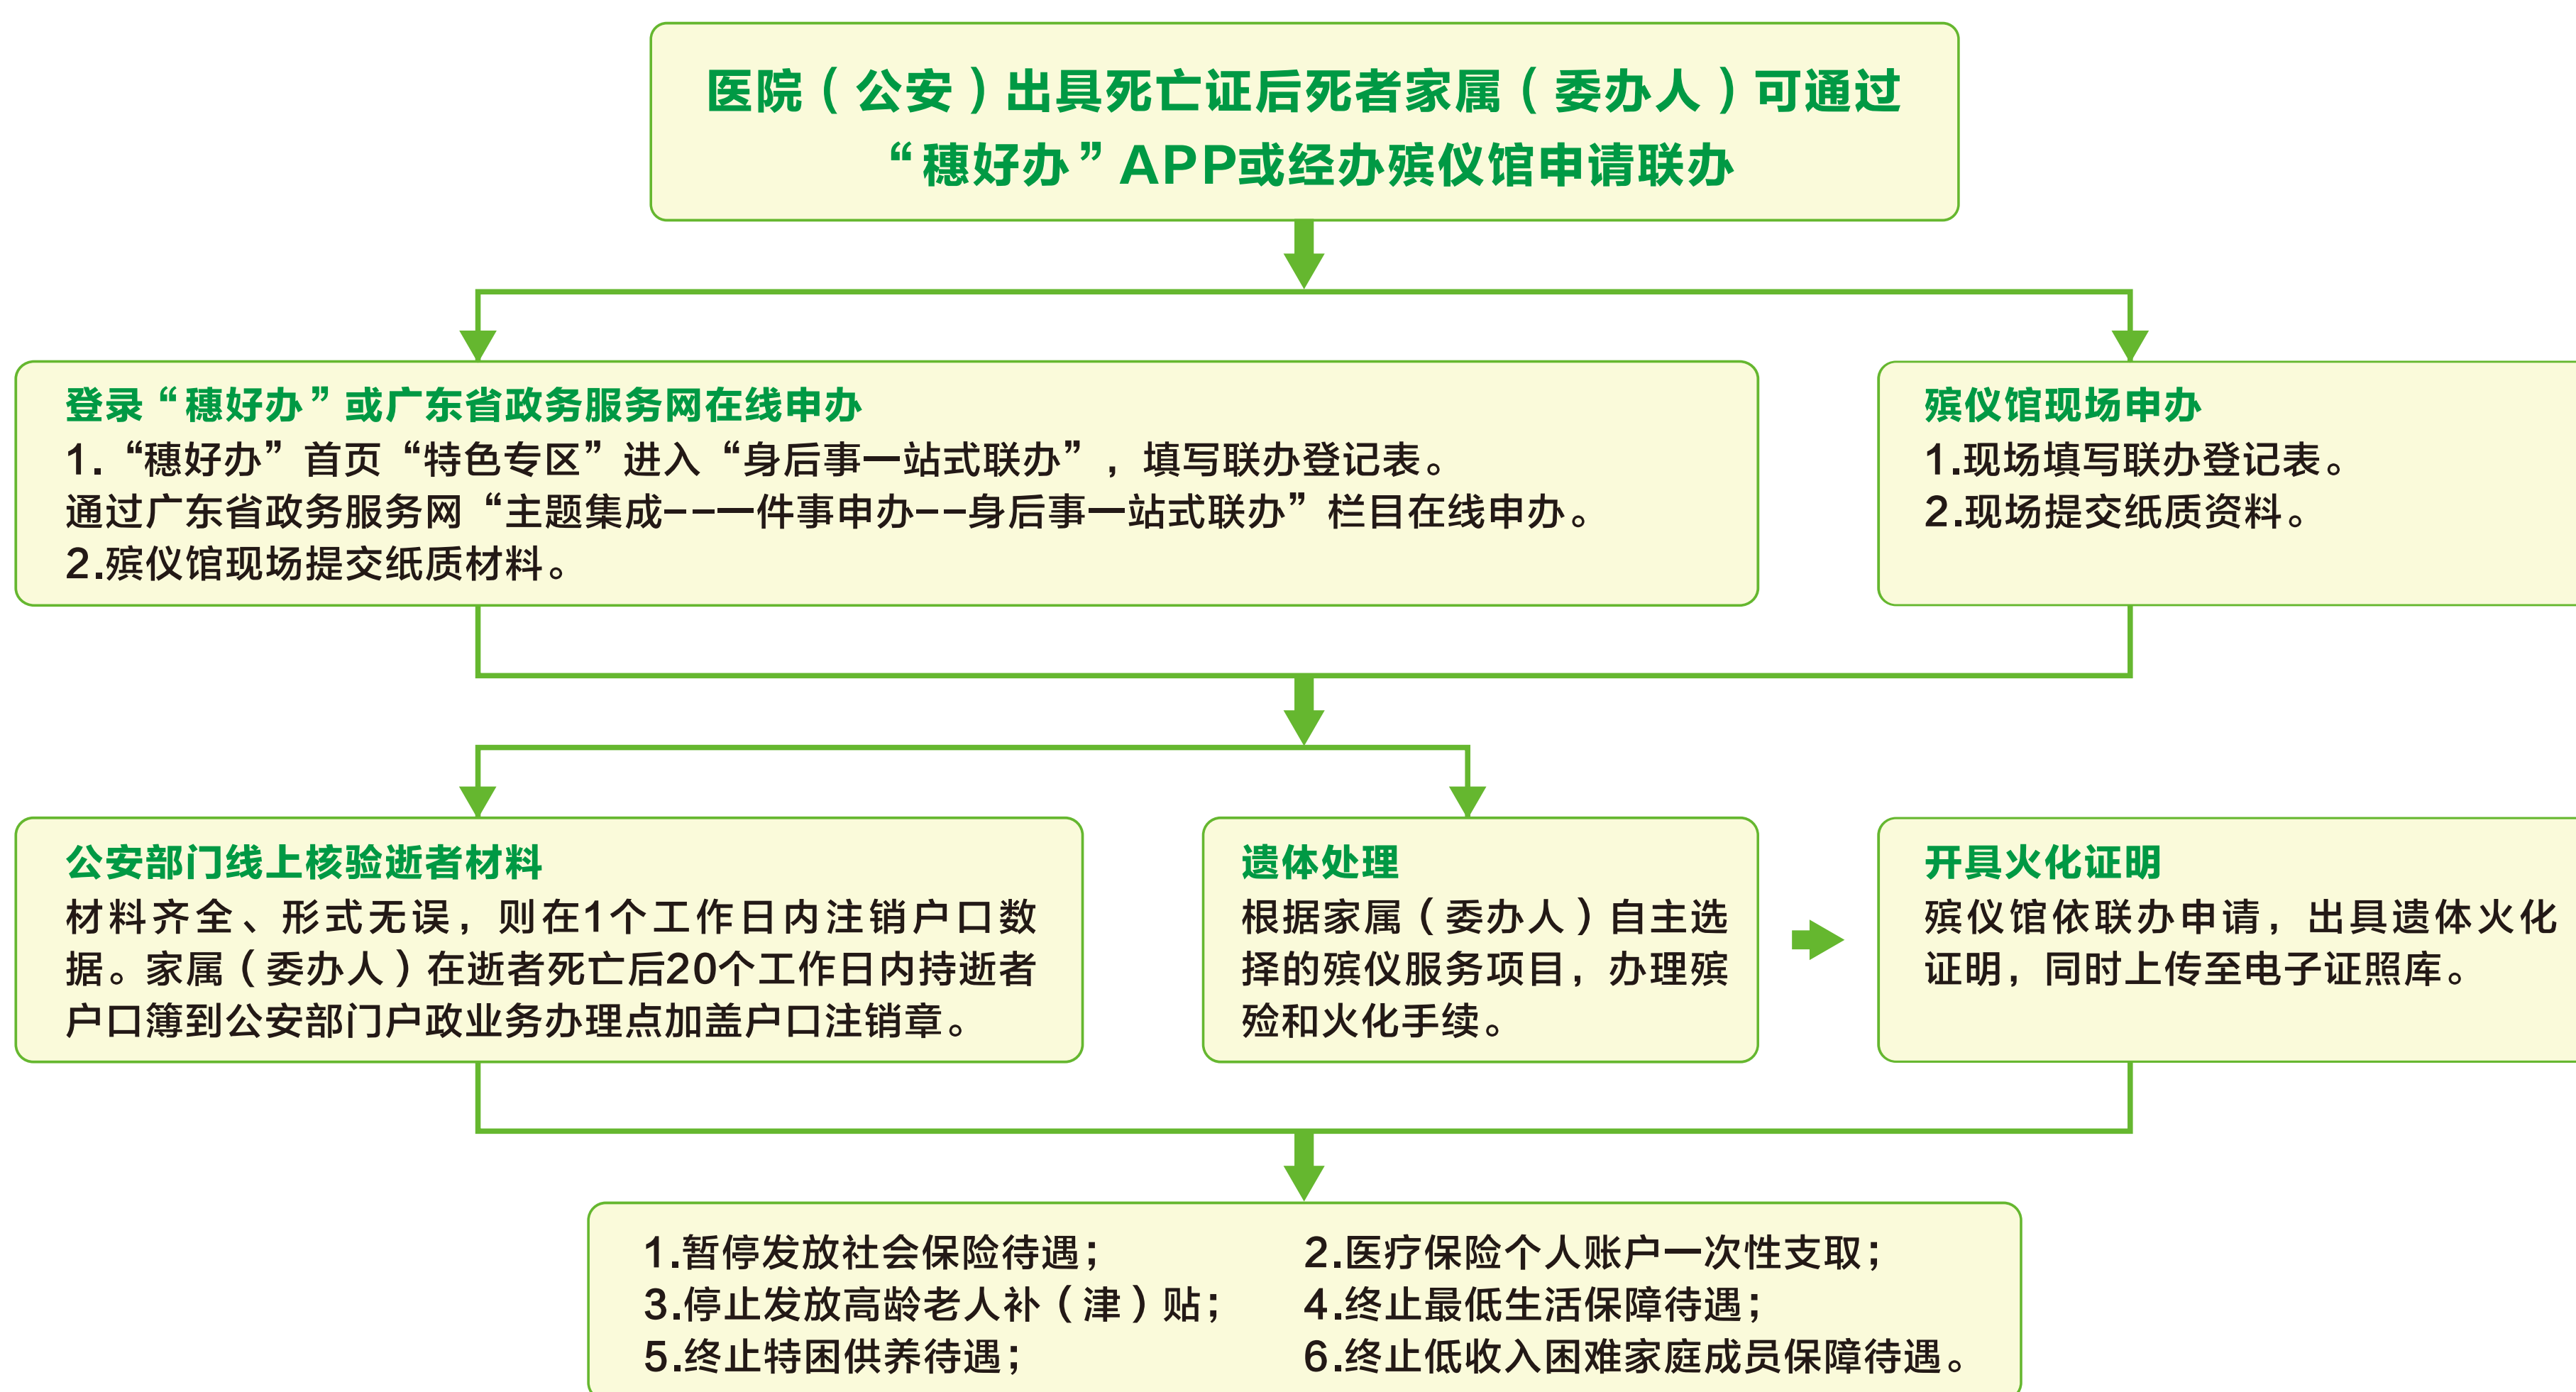 医院（公安）出具死亡证后死者家属（委办人）可通过
“穗好办”APP或经办殡仪馆申请联办
登录“穗好办”或广东省政务服务网在线申办
1.“穗好办”首页“特色专区”进入“身后事一站式联办”，填写联办登记表。
通过广东省政务服务网“主题集成--一件事申办--身后事一站式联办”栏目在线申办。
2.殡仪馆现场提交纸质材料。
殡仪馆现场申办
1.现场填写联办登记表。
2.现场提交纸质资料。
公安部门线上核验逝者材料
材料齐全、形式无误，则在1个工作日内注销户口数
据。家属（委办人）在逝者死亡后20个工作日内持逝者
户口簿到公安部门户政业务办理点加盖户口注销章。
遗体处理
根据家属（委办人）自主选
择的殡仪服务项目，办理殡
殓和火化手续。
开具火化证明
殡仪馆依联办申请，出具遗体火化
证明，同时上传至电子证照库。
1.暂停发放社会保险待遇；
2.医疗保险个人账户一次性支取；
3.停止发放高龄老人补（津）贴；
4.终止最低生活保障待遇；
5.终止特困供养待遇；
6.终止低收入困难家庭成员保障待遇。